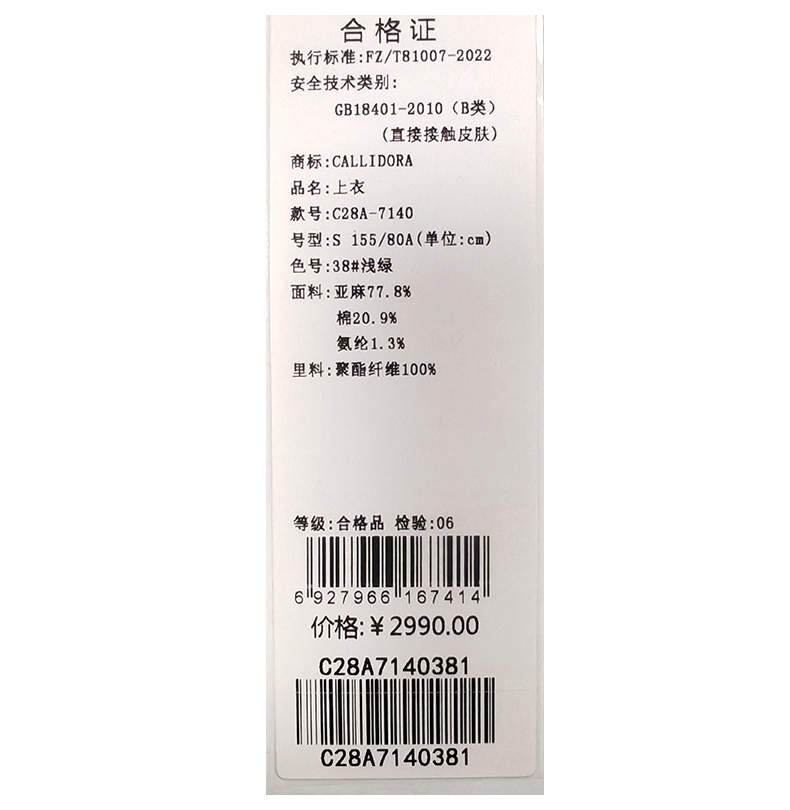 合格证
执行标准:FZ/T81007-2022
安全技术类别:
GB18401-2010（B类）
(直接接触皮肤)
商标:CALLIDORA
品名:上衣
款号:C28A-7140
号型:S 155/80A(单位:cm)
色号:38#浅绿
面料:亚麻77.8%
棉20.9%
氨纶1.3%
里料:聚酯纤维100%
等级:合格品 检验:06
6 927966 167414
价格:￥2990.00
C28A7140381
C28A7140381